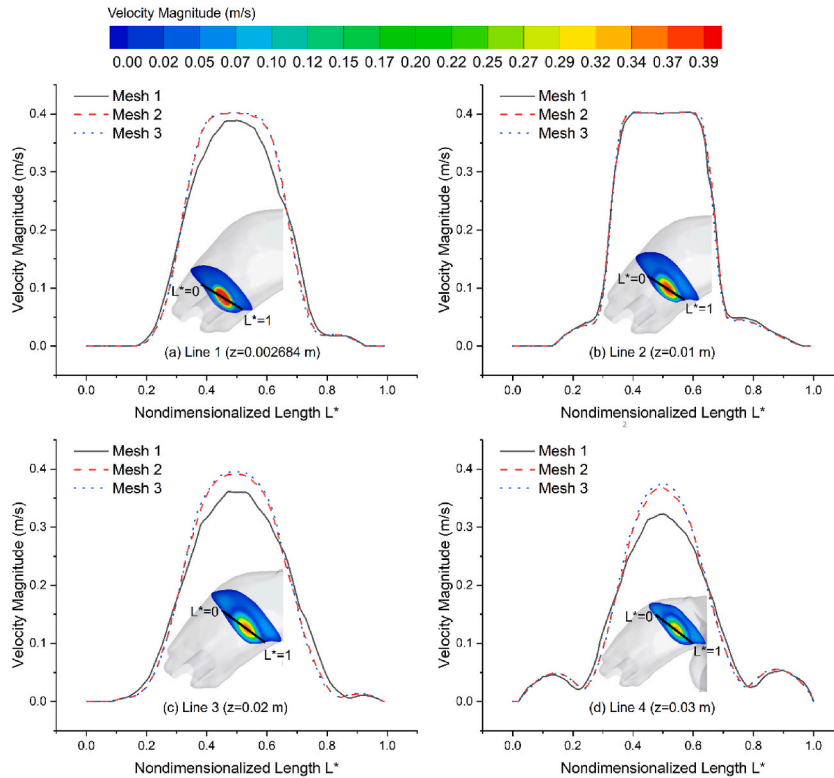 Velocity Magnitude (m/s)
0.00 0.02 0.05 0.07 0.10 0.12 0.15 0.17 0.20 0.22 0.25 0.27 0.29 0.32 0.34 0.37 0.39
Mesh 1
Mesh 2
Mesh 3
0.4
0.3
0.2
0.1
0.0
Velocity Magnitude (m/s)
L*=0
L*=1
(a) Line 1 (z=0.002684 m)
0.0 0.2 0.4 0.6 0.8 1.0
Nondimensionalized Length L*
Mesh 1
Mesh 2
Mesh 3
0.4
0.3
0.2
0.1
0.0
Velocity Magnitude (m/s)
L*=0
L*=1
(b) Line 2 (z=0.01 m)
0.0 0.2 0.4 0.6 0.8 1.0
Nondimensionalized Length L*
2
Mesh 1
Mesh 2
Mesh 3
0.4
0.3
0.2
0.1
0.0
Velocity Magnitude (m/s)
L*=0
L*=1
(c) Line 3 (z=0.02 m)
0.0 0.2 0.4 0.6 0.8 1.0
Nondimensionalized Length L*
Mesh 1
Mesh 2
Mesh 3
0.4
0.3
0.2
0.1
0.0
Velocity Magnitude (m/s)
L*=0
L*=1
(d) Line 4 (z=0.03 m)
0.0 0.2 0.4 0.6 0.8 1.0
Nondimensionalized Length L*